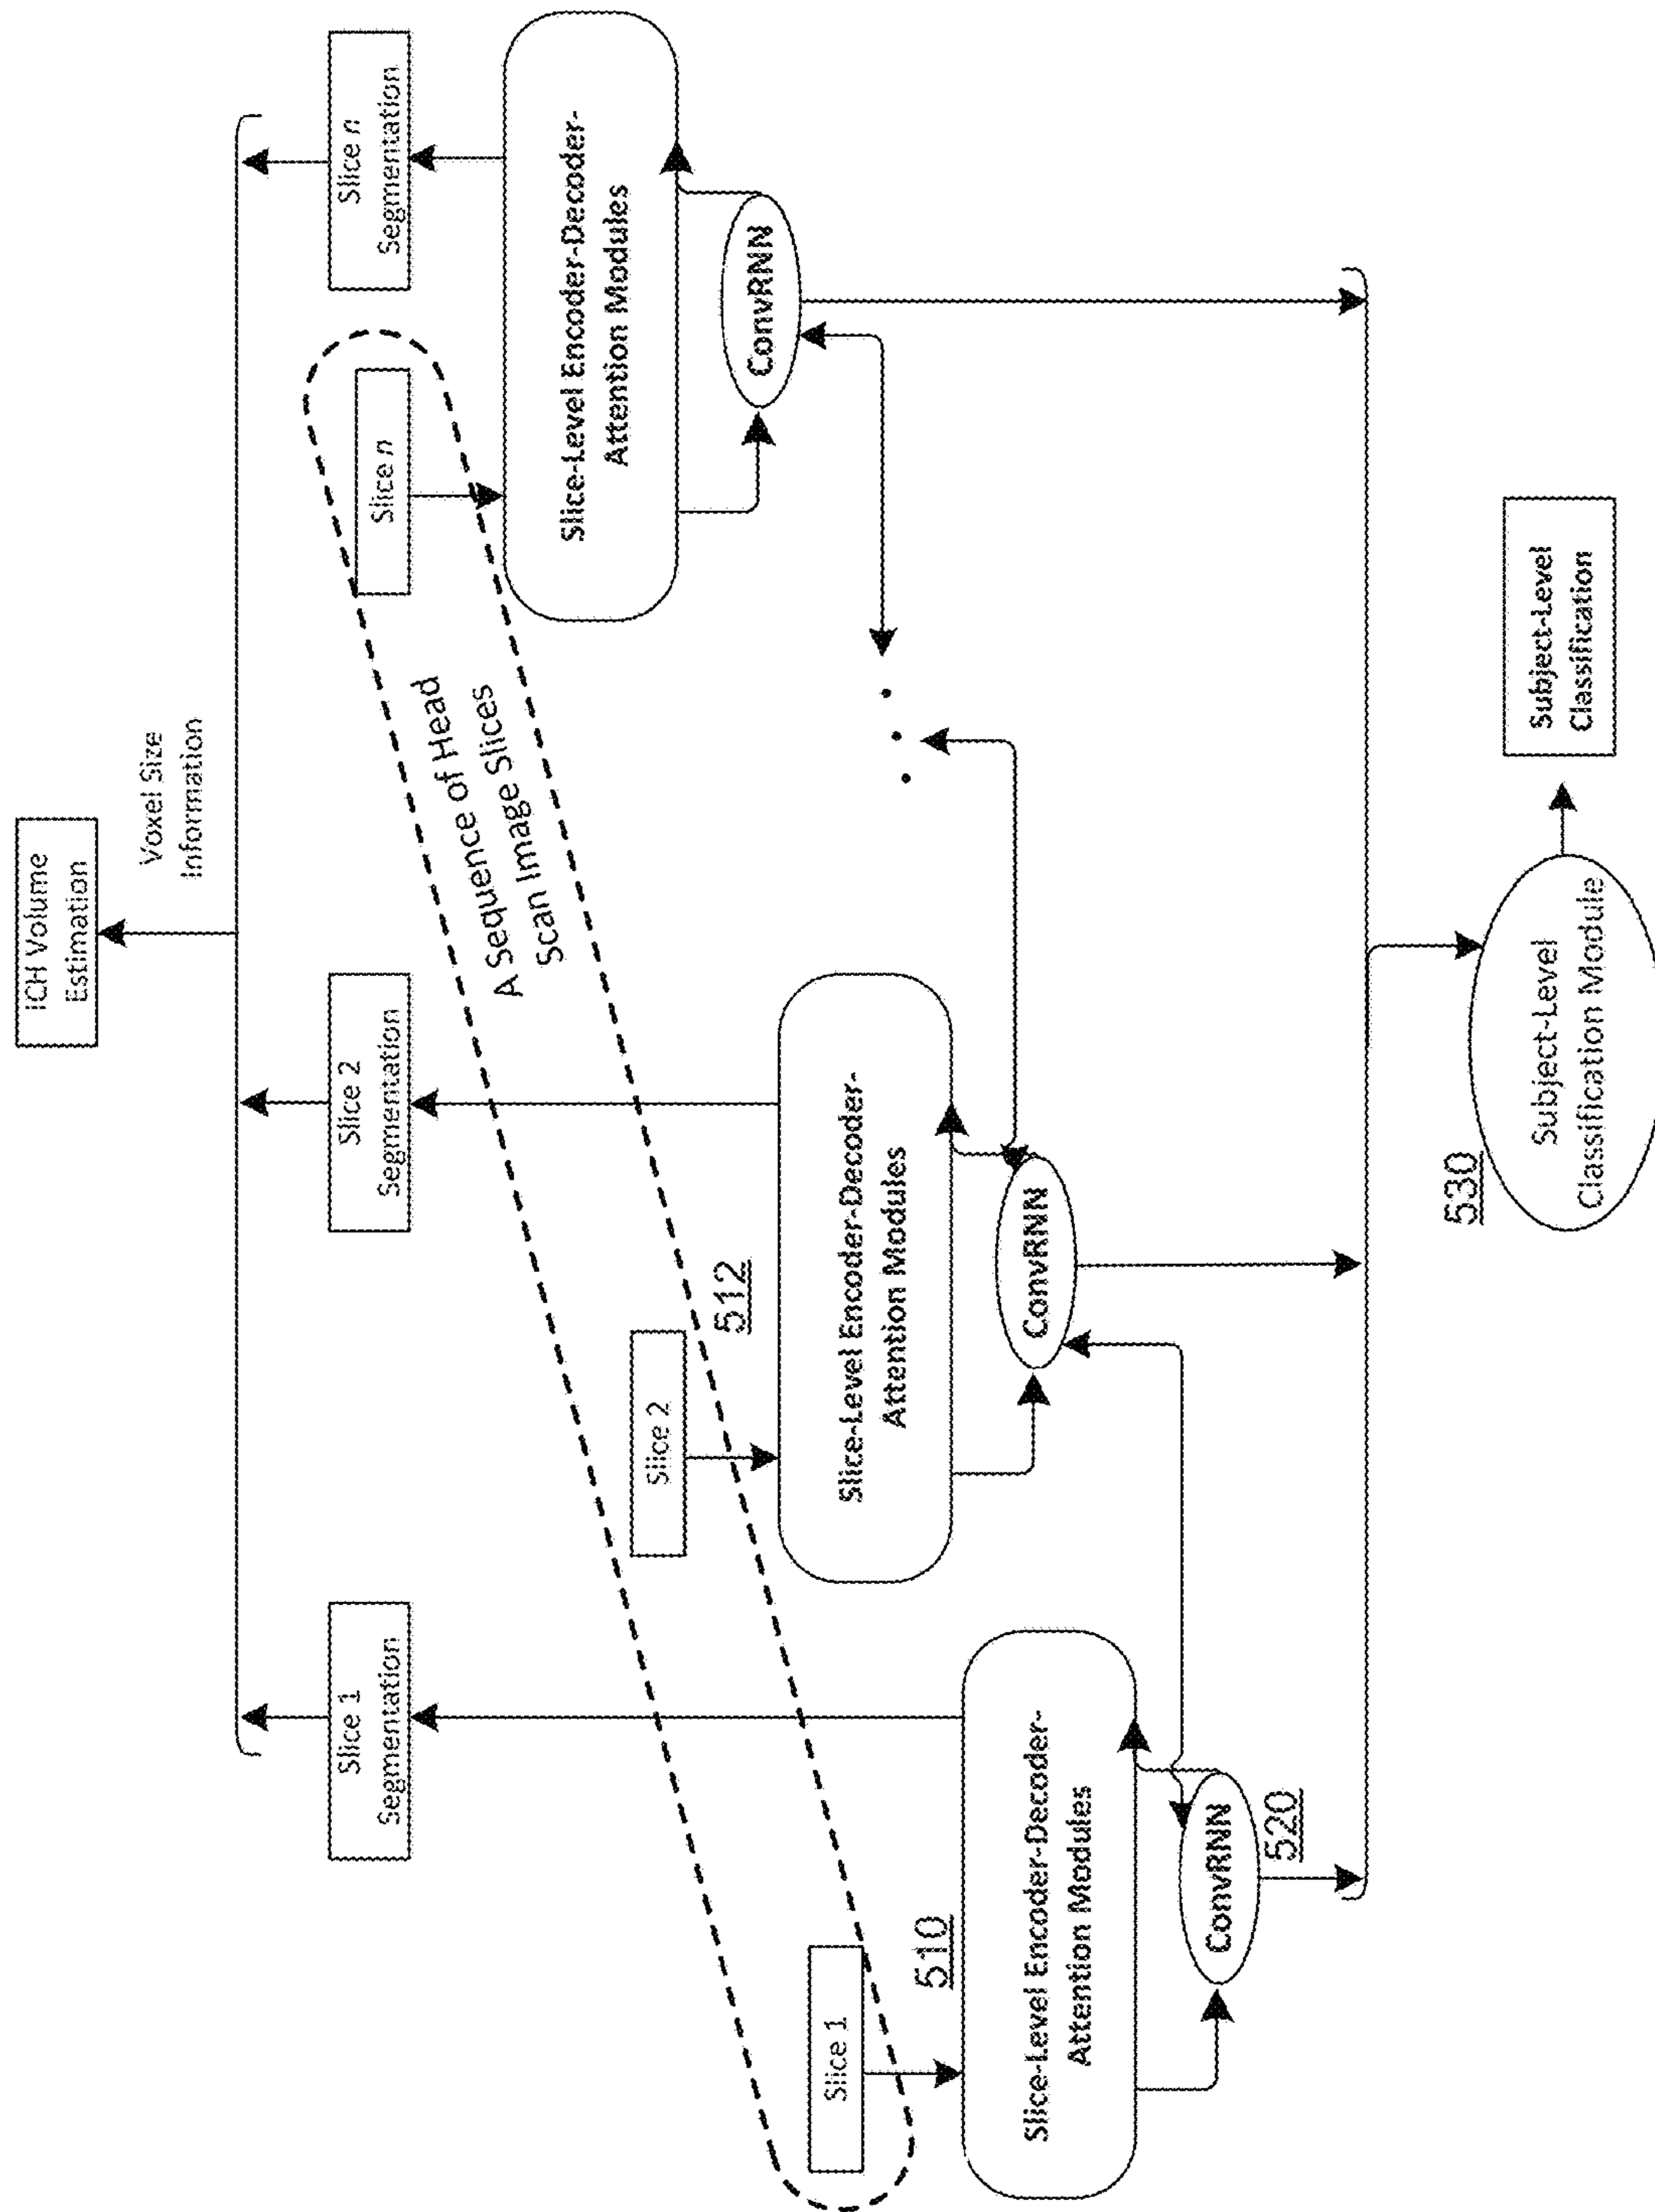 ICH Volume
Estimation
Voxel Size
Information
Slice 1
Segmentation
Slice 2
Segmentation
Slice n
Segmentation
A Sequence of Head
Scan Image Slices
Slice n
Slice-Level Encoder-Decoder-
Attention Modules
ConvRNN
Slice 2
512
Slice-Level Encoder-Decoder-
Attention Modules
ConvRNN
Slice 1
510
Slice-Level Encoder-Decoder-
Attention Modules
ConvRNN
520
530
Subject-Level
Classification Module
Subject-Level
Classification